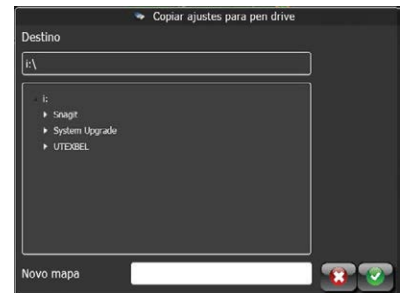 Copiar ajustes para pen drive
Destino
i:\
i:
Snagit
System Upgrade
UTEXBEL
Novo mapa